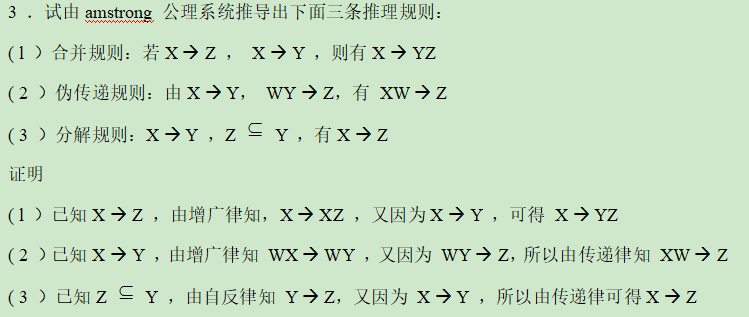 3 . 试由 amstrong 公理系统推导出下面三条推理规则:
(1 ) 合并规则: 若 X→Z , X→Y ,则有 X→YZ
(2 ) 伪传递规则: 由 X→Y, WY→Z, 有 XW→Z
(3 ) 分解规则: X→Y ,Z ⊆ Y ,有 X→Z
证明
(1 ) 已知 X→Z ,由增广律知, X→XZ ,又因为 X→Y ,可得 X→YZ
(2 ) 已知 X→Y ,由增广律知 WX→WY ,又因为 WY→Z, 所以由传递律知 XW→Z
(3 ) 已知 Z ⊆ Y ,由自反律知 Y→Z, 又因为 X→Y ,所以由传递律可得 X→Z